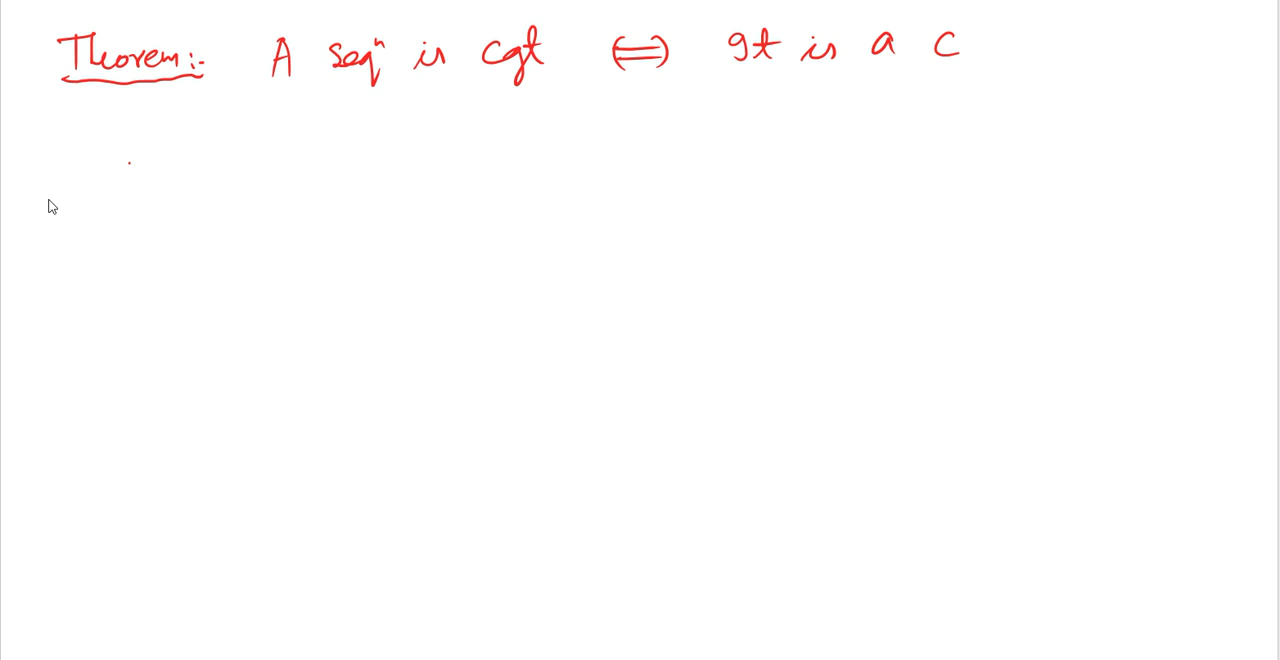 Theorem:- A seqⁿ is cgt ⟺ It is a C